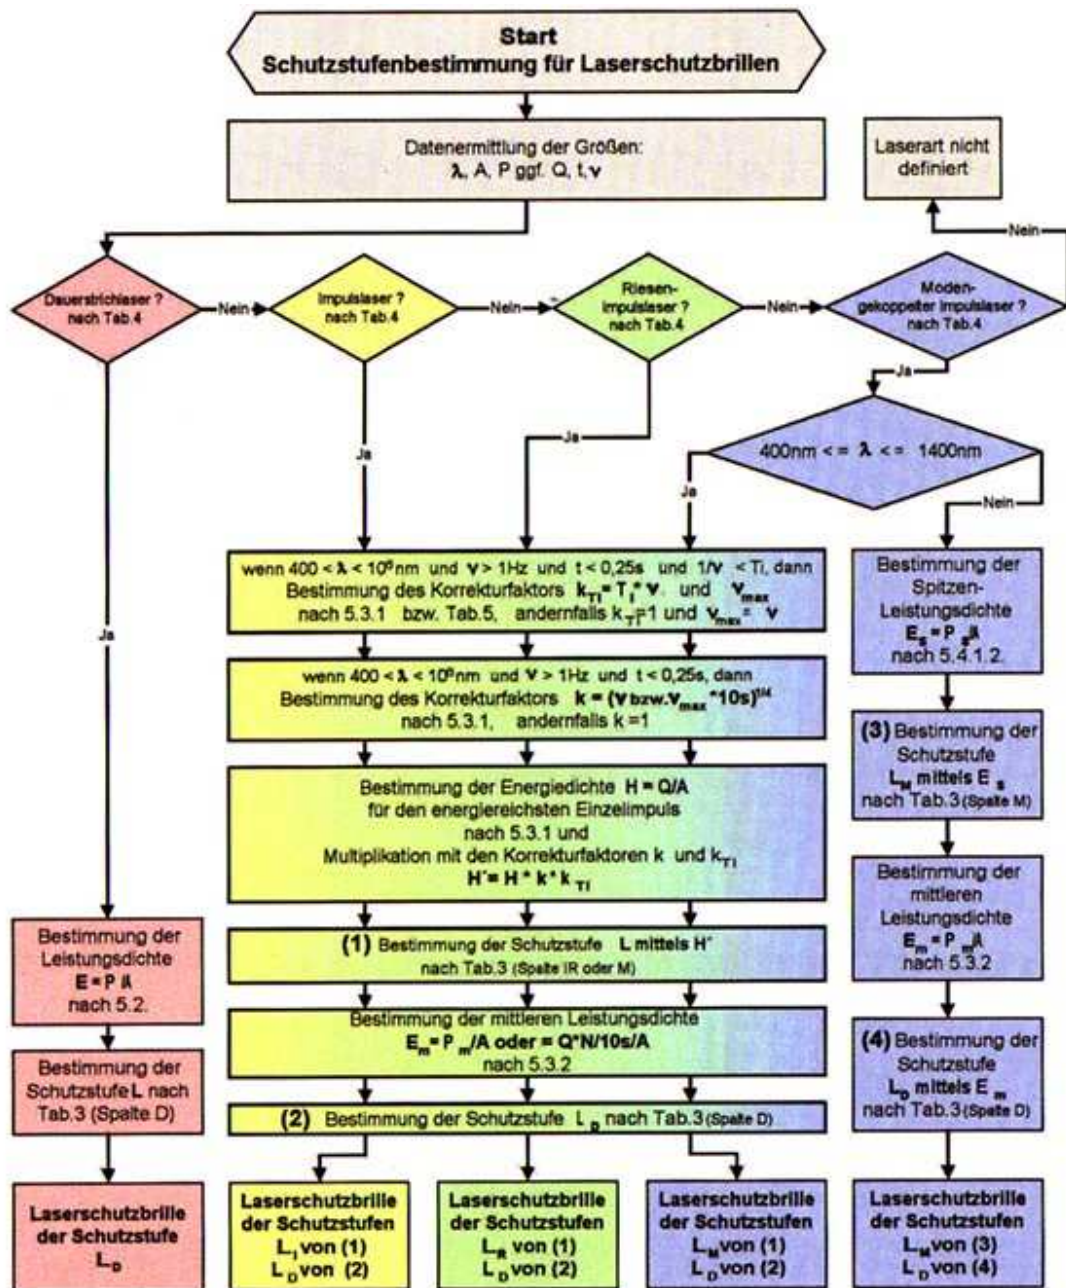 Start
Schutzstufenbestimmung für Laserschutzbrillen
Datenermittlung der Größen:
λ, A, P ggf. Q, t, ν
Laserart nicht
definiert
Nein
Dauerstrichlaser ?
nach Tab.4
Nein
Impulslaser ?
nach Tab.4
Nein
Riesen-
impulslaser ?
nach Tab.4
Nein
Moden-
gekoppelter Impulslaser ?
nach Tab.4
Ja
400nm <= λ <= 1400nm
Ja
Ja
Ja
Nein
Ja
wenn 400 < λ < 10⁶nm und ν > 1Hz und t < 0,25s und 1/ν < Ti, dann
Bestimmung des Korrekturfaktors k_Ti = T_i * ν und ν_max
nach 5.3.1 bzw. Tab.5, andernfalls k_Ti=1 und ν_max = ν
wenn 400 < λ < 10⁶nm und ν > 1Hz und t < 0,25s, dann
Bestimmung des Korrekturfaktors k = (ν bzw.ν_max *10s)^1/4
nach 5.3.1, andernfalls k =1
Bestimmung der Energiedichte H = Q/A
für den energiereichsten Einzelimpuls
nach 5.3.1 und
Multiplikation mit den Korrekturfaktoren k und k_Ti
H´= H * k * k_Ti
(1) Bestimmung der Schutzstufe L mittels H´
nach Tab.3 (Spalte IR oder M)
Bestimmung der mittleren Leistungsdichte
E_m = P_m/A oder = Q*N/10s/A
nach 5.3.2
(2) Bestimmung der Schutzstufe L_D nach Tab.3 (Spalte D)
Bestimmung der
Spitzen-
Leistungsdichte
E_s = P_s/A
nach 5.4.1.2.
(3) Bestimmung der
Schutzstufe
L_M mittels E_s
nach Tab.3 (Spalte M)
Bestimmung der
mittleren
Leistungsdichte
E_m = P_m/A
nach 5.3.2
(4) Bestimmung der
Schutzstufe
L_D mittels E_m
nach Tab.3 (Spalte D)
Bestimmung der
Leistungsdichte
E = P/A
nach 5.2.
Bestimmung der
Schutzstufe L nach
Tab.3 (Spalte D)
Laserschutzbrille
der Schutzstufe
L_D
Laserschutzbrille
der Schutzstufen
L_I von (1)
L_D von (2)
Laserschutzbrille
der Schutzstufen
L_R von (1)
L_D von (2)
Laserschutzbrille
der Schutzstufen
L_M von (1)
L_D von (2)
Laserschutzbrille
der Schutzstufen
L_M von (3)
L_D von (4)